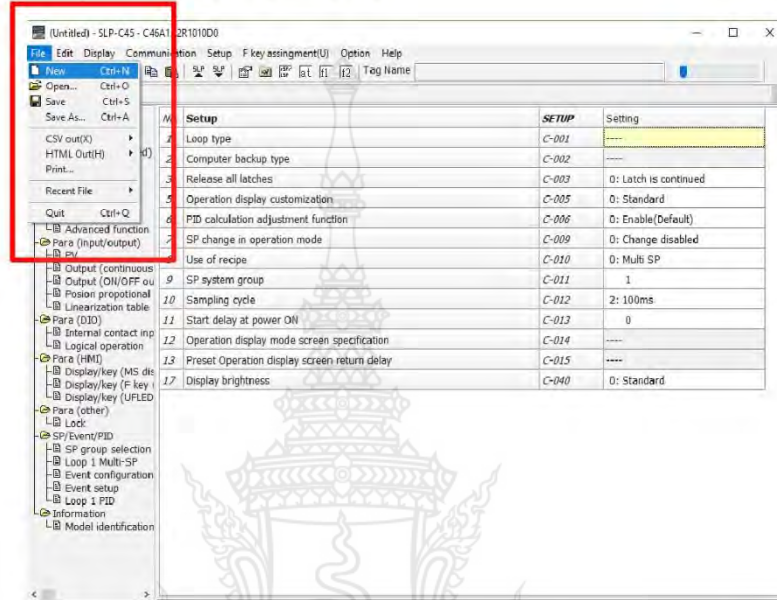 (Untitled) - SLP-C45 - C46A1 2R1010D0
File Edit Display Communication Setup F key assingment(U) Option Help
New Ctrl+N
Tag Name
Open... Ctrl+O
Save Ctrl+S
Save As... Ctrl+A
CSV out(X)
HTML Out(H)
Print...
Recent File
Quit Ctrl+Q
Advanced function
Para (input/output)
PV
Output (continuous
Output (ON/OFF ou
Posion propotional
Linearization table
Para (DIO)
Internal contact inp
Logical operation
Para (HMI)
Display/key (MS dis
Display/key (F key
Display/key (UFLED
Para (other)
Lock
SP/Event/PID
SP group selection
Loop 1 Multi-SP
Event configuration
Event setup
Loop 1 PID
Information
Model identification
Setup SETUP Setting
1 Loop type C-001 ----
2 Computer backup type C-002 ----
3 Release all latches C-003 0: Latch is continued
5 Operation display customization C-005 0: Standard
6 PID calculation adjustment function C-006 0: Enable(Default)
7 SP change in operation mode C-009 0: Change disabled
8 Use of recipe C-010 0: Multi SP
9 SP system group C-011 1
10 Sampling cycle C-012 2: 100ms
11 Start delay at power ON C-013 0
12 Operation display mode screen specification C-014 ----
13 Preset Operation display screen return delay C-015 ----
17 Display brightness C-040 0: Standard